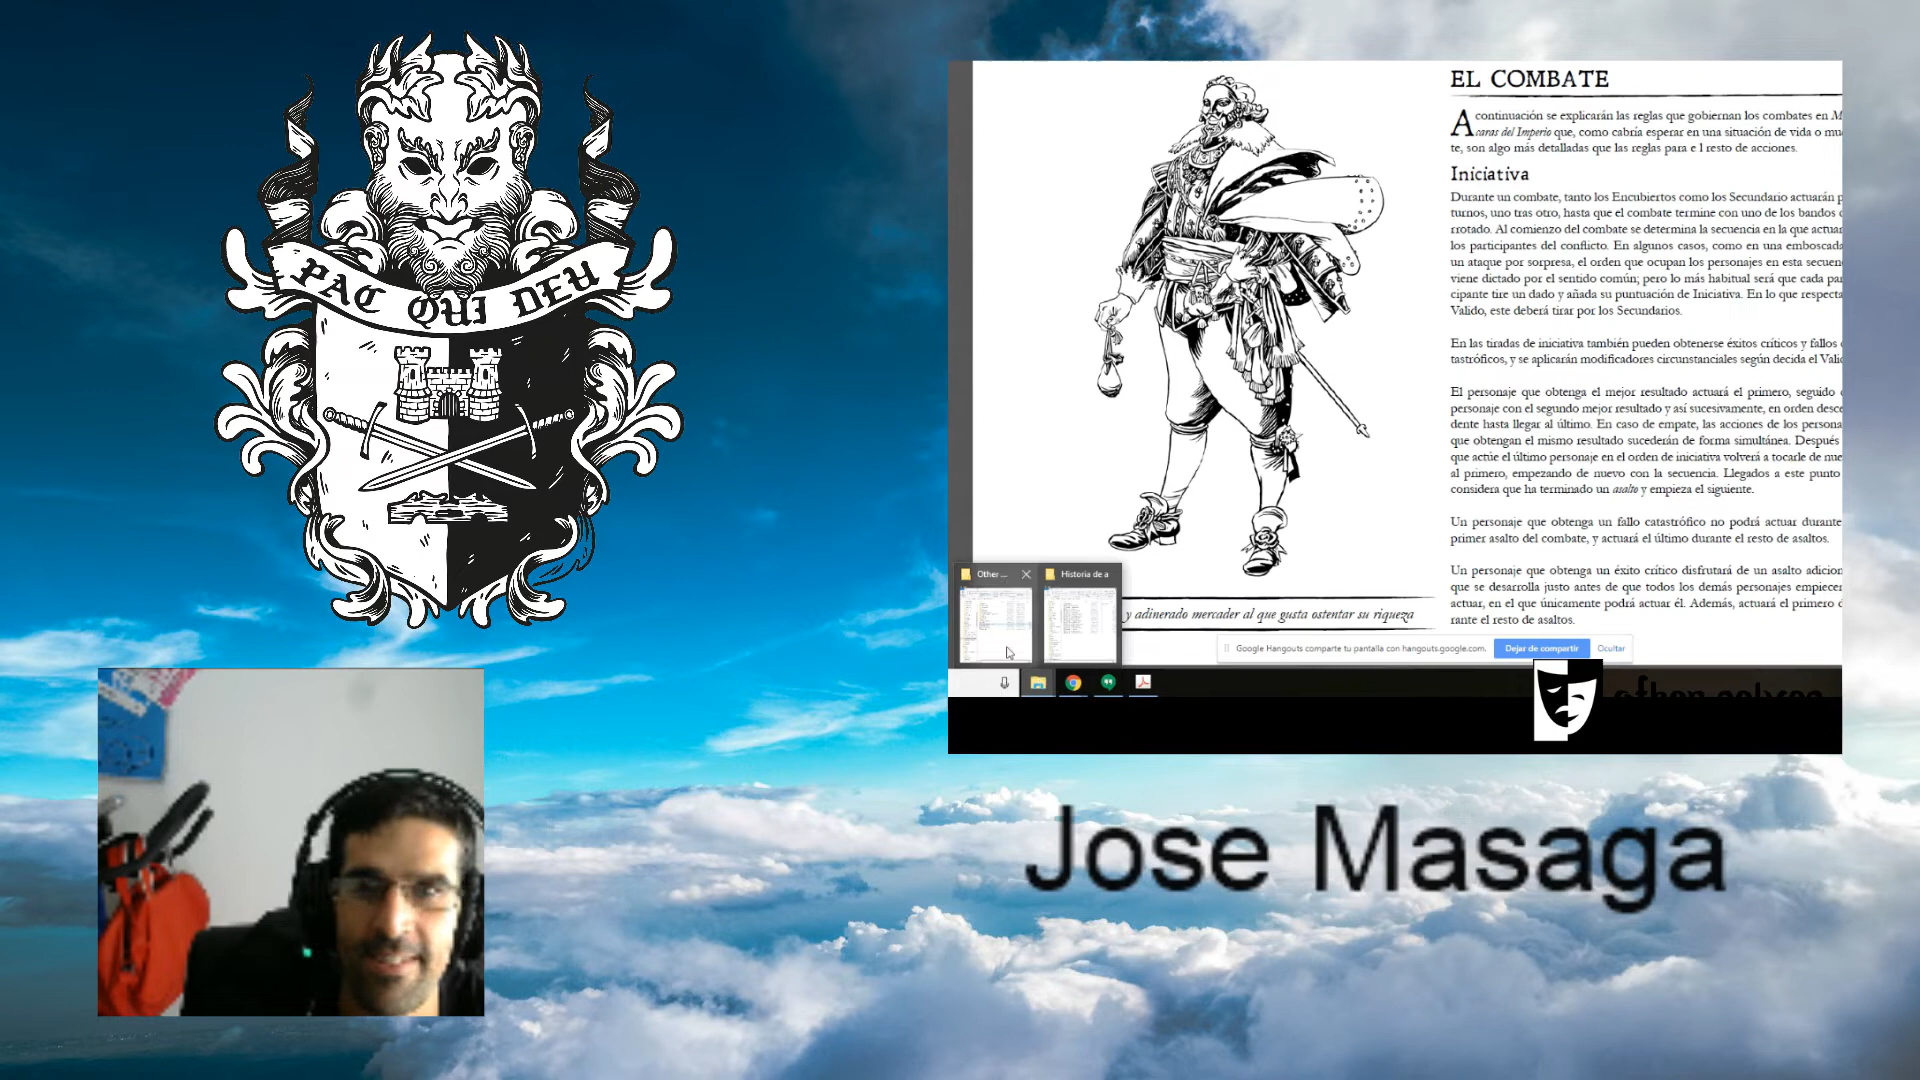 PAC QUI DEU
EL COMBATE
A continuación se explicarán las reglas que gobiernan los combates en M
caras del Imperio que, como cabría esperar en una situación de vida o mu
te, son algo más detalladas que las reglas para e l resto de acciones.
Iniciativa
Durante un combate, tanto los Encubiertos como los Secundario actuarán p
turnos, uno tras otro, hasta que el combate termine con uno de los bandos
rrotado. Al comienzo del combate se determina la secuencia en la que actuar
los participantes del conflicto. En algunos casos, como en una emboscada
un ataque por sorpresa, el orden que ocupan los personajes en esta secuen
viene dictado por el sentido común; pero lo más habitual será que cada par
cipante tire un dado y añada su puntuación de Iniciativa. En lo que respecta
Valido, este deberá tirar por los Secundarios.
En las tiradas de iniciativa también pueden obtenerse éxitos críticos y fallos
tastróficos, y se aplicarán modificadores circunstanciales según decida el Vali
El personaje que obtenga el mejor resultado actuará el primero, seguido
personaje con el segundo mejor resultado y así sucesivamente, en orden desce
dente hasta llegar al último. En caso de empate, las acciones de los persona
que obtengan el mismo resultado sucederán de forma simultánea. Después
que actúe el último personaje en el orden de iniciativa volverá a tocarle de nue
al primero, empezando de nuevo con la secuencia. Llegados a este punto
considera que ha terminado un asalto y empieza el siguiente.
Un personaje que obtenga un fallo catastrófico no podrá actuar durante
primer asalto del combate, y actuará el último durante el resto de asaltos.
Un personaje que obtenga un éxito crítico disfrutará de un asalto adicion
que se desarrolla justo antes de que todos los demás personajes empiecen
actuar, en el que únicamente podrá actuar él. Además, actuará el primero
rante el resto de asaltos.
y adinerado mercader al que gusta ostentar su riqueza
Other ...
Historia de a
Google Hangouts comparte tu pantalla con hangouts.google.com.
Dejar de compartir
Ocultar
Jose Masaga